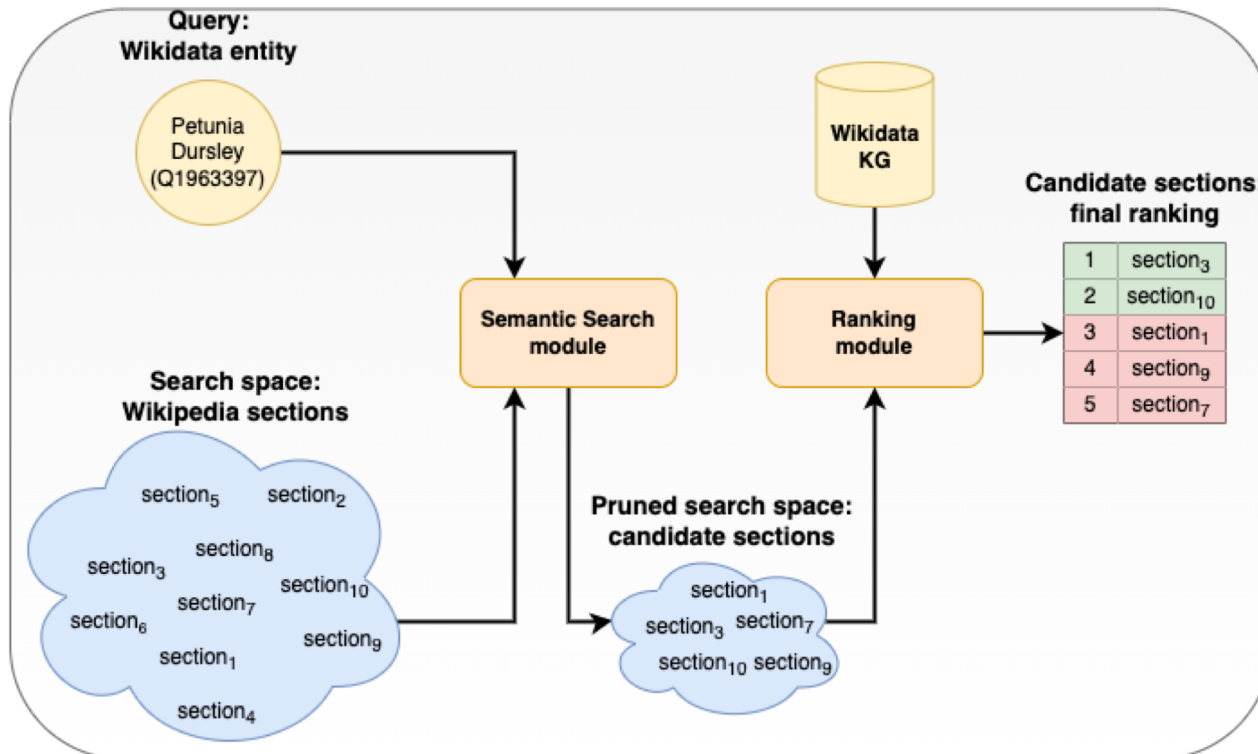 Query:
Wikidata entity
Petunia
Dursley
(Q1963397)
Wikidata
KG
Candidate sections
final ranking
1 section₃
2 section₁₀
3 section₁
4 section₉
5 section₇
Semantic Search
module
Ranking
module
Search space:
Wikipedia sections
section₅ section₂
section₈
section₃
section₁₀
section₇
section₆
section₉
section₁
section₄
Pruned search space:
candidate sections
section₁
section₃ section₇
section₁₀ section₉